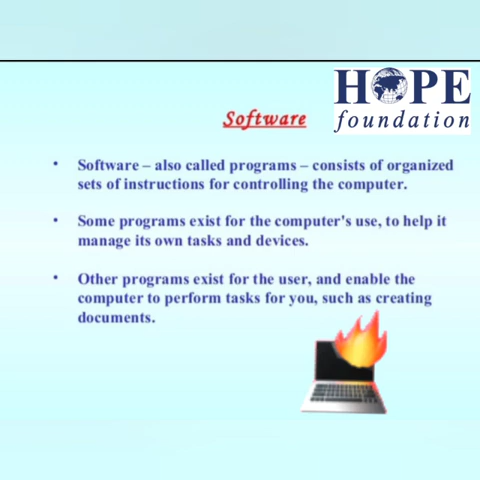 HOPE
foundation
Software
• Software – also called programs – consists of organized
sets of instructions for controlling the computer.
• Some programs exist for the computer's use, to help it
manage its own tasks and devices.
• Other programs exist for the user, and enable the
computer to perform tasks for you, such as creating
documents.